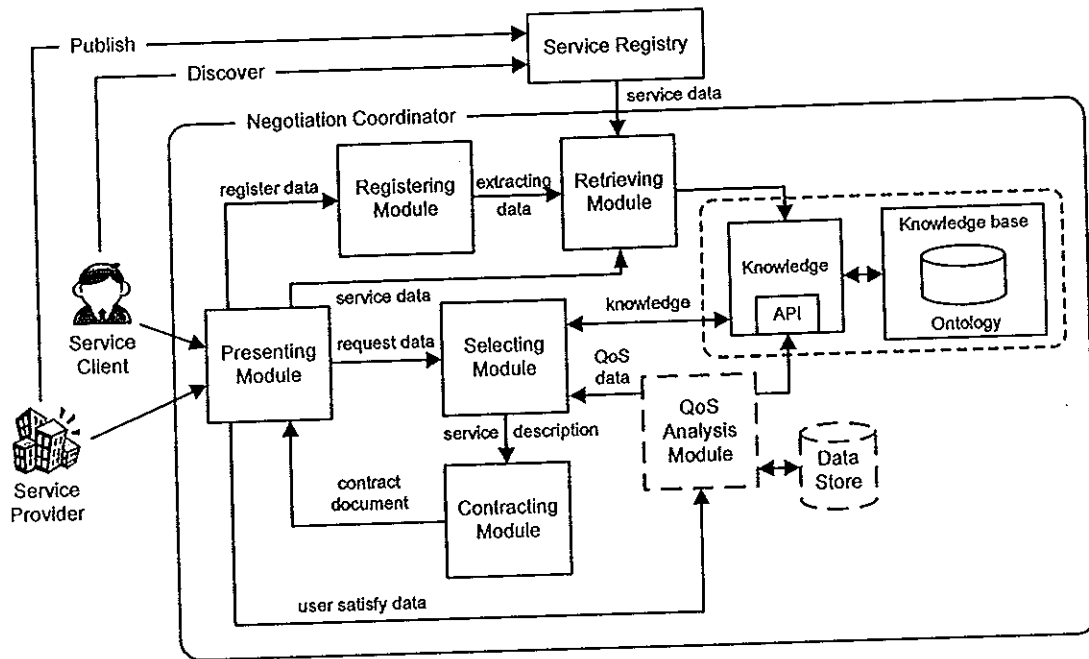 Publish
Service Registry
Discover
service data
Negotiation Coordinator
register data
Registering
Module
extracting
data
Retrieving
Module
Knowledge base
Knowledge
API
Ontology
service data
knowledge
Service
Client
Presenting
Module
request data
Selecting
Module
QoS
data
QoS
Analysis
Module
service description
Data
Store
Service
Provider
contract
document
Contracting
Module
user satisfy data